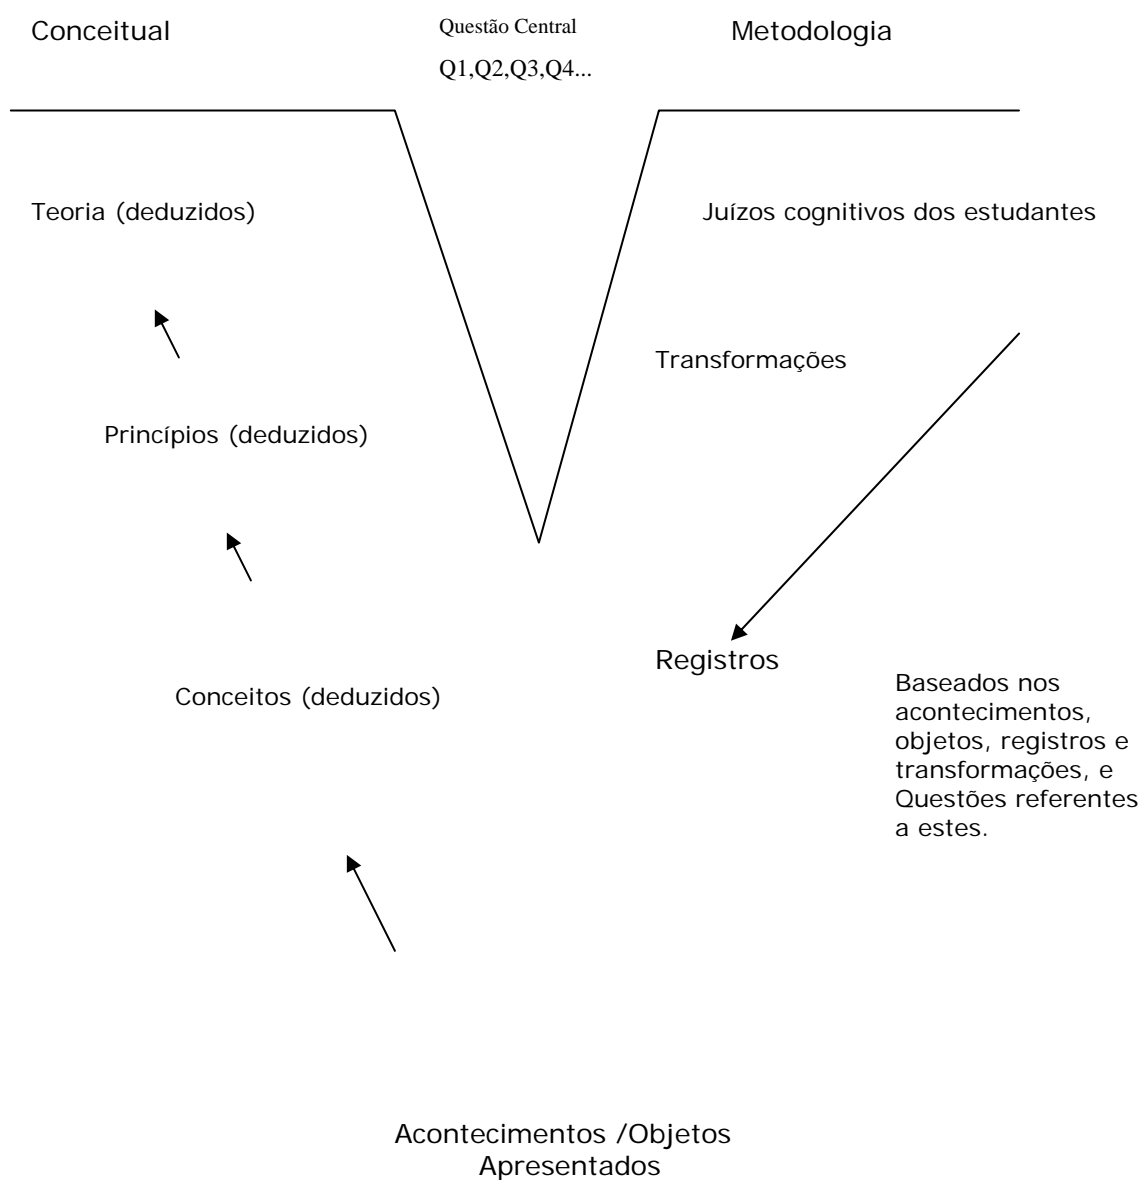 Conceitual
Questão Central
Metodologia
Q1,Q2,Q3,Q4...
Teoria (deduzidos)
Juízos cognitivos dos estudantes
Transformações
Princípios (deduzidos)
Registros
Conceitos (deduzidos)
Baseados nos
acontecimentos,
objetos, registros e
transformações, e
Questões referentes
a estes.
Acontecimentos /Objetos
Apresentados